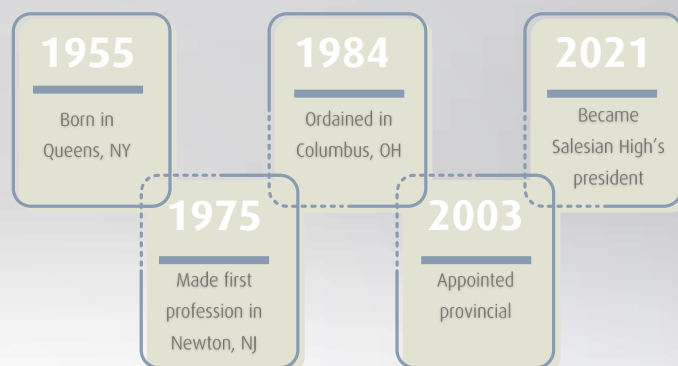 1955
Born in
Queens, NY
1975
Made first
profession in
Newton, NJ
1984
Ordained in
Columbus, OH
2003
Appointed
provincial
2021
Became
Salesian High's
president